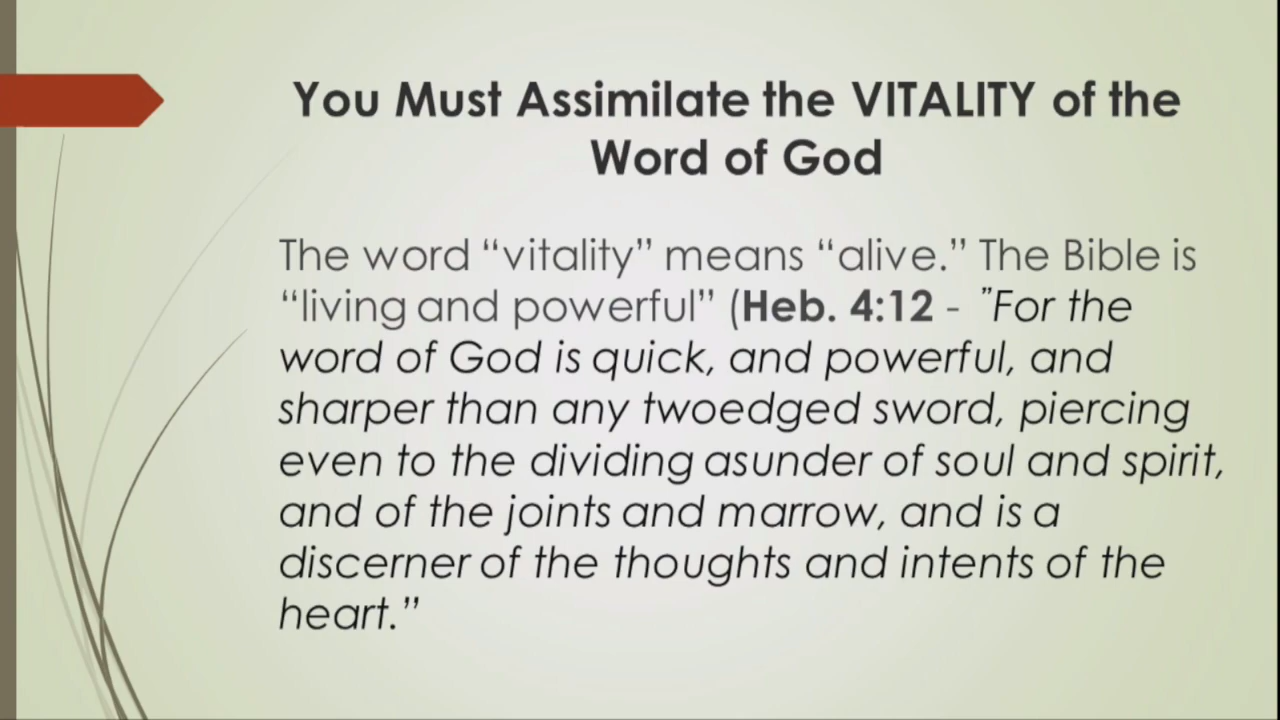 You Must Assimilate the VITALITY of the
Word of God
The word “vitality” means “alive.” The Bible is
“living and powerful” (Heb. 4:12 - ”For the
word of God is quick, and powerful, and
sharper than any twoedged sword, piercing
even to the dividing asunder of soul and spirit,
and of the joints and marrow, and is a
discerner of the thoughts and intents of the
heart.”